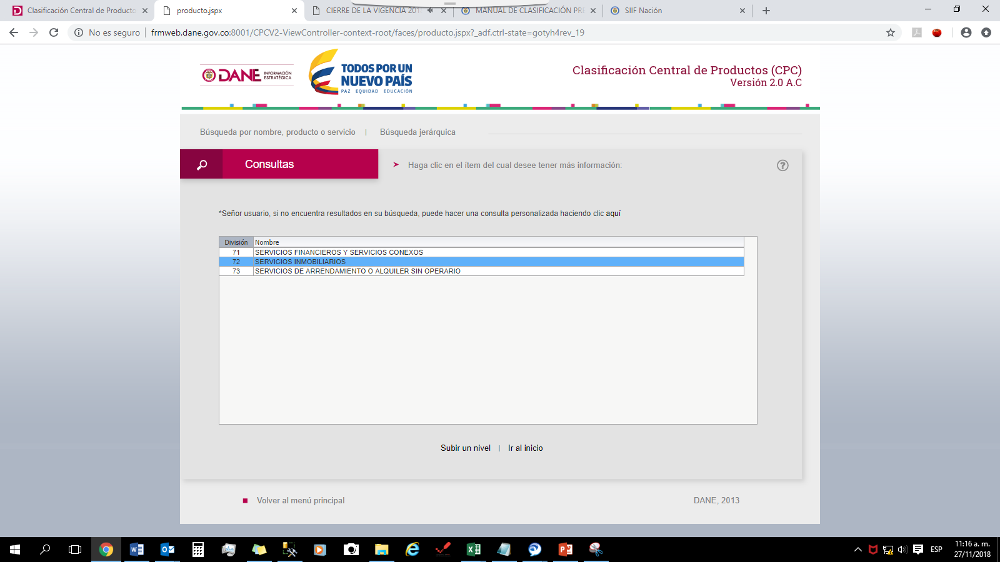 Clasificación Central de Producto
producto.jspx
CIERRE DE LA VIGENCIA 201
MANUAL DE CLASIFICACIÓN PRE
SIIF Nación
No es seguro
frmweb.dane.gov.co:8001/CPCV2-ViewController-context-root/faces/producto.jspx?_adf.ctrl-state=gotyh4rev_19
DANE INFORMACIÓN ESTRATÉGICA
TODOS POR UN
NUEVO PAÍS
PAZ EQUIDAD EDUCACIÓN
Clasificación Central de Productos (CPC)
Versión 2.0 A.C
Búsqueda por nombre, producto o servicio | Búsqueda jerárquica
Consultas
Haga clic en el ítem del cual desee tener más información:
*Señor usuario, si no encuentra resultados en su búsqueda, puede hacer una consulta personalizada haciendo clic aquí
División Nombre
71 SERVICIOS FINANCIEROS Y SERVICIOS CONEXOS
72 SERVICIOS INMOBILIARIOS
73 SERVICIOS DE ARRENDAMIENTO O ALQUILER SIN OPERARIO
Subir un nivel | Ir al inicio
Volver al menú principal
DANE, 2013
ESP
11:16 a. m.
27/11/2018